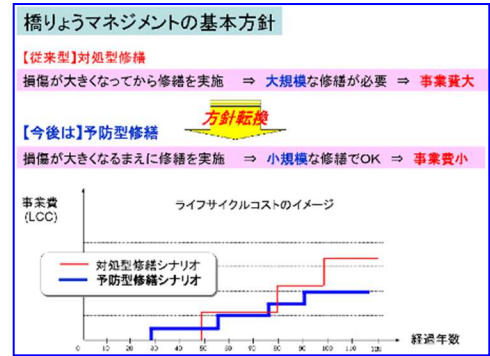 橋りょうマネジメントの基本方針
【従来型】対処型修繕
損傷が大きくなってから修繕を実施 ⇒ 大規模な修繕が必要 ⇒ 事業費大
方針転換
【今後は】予防型修繕
損傷が大きくなるまえに修繕を実施 ⇒ 小規模な修繕でOK ⇒ 事業費小
事業費
(LCC)
ライフサイクルコストのイメージ
対処型修繕シナリオ
予防型修繕シナリオ
0 10 20 30 40 50 60 70 80 90 100 110 120
経過年数